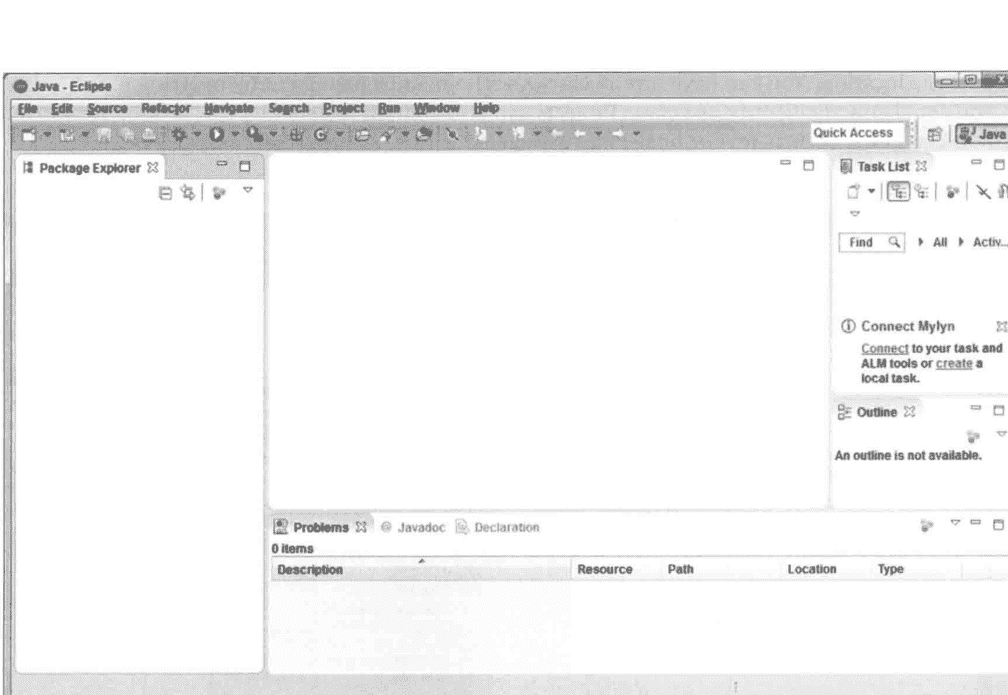 Java - Eclipse
File Edit Source Refactor Navigate Search Project Run Window Help
Quick Access
Java
Package Explorer
Task List
Find
All
Activ...
Connect Mylyn
Connect to your task and
ALM tools or create a
local task.
Outline
An outline is not available.
Problems @ Javadoc Declaration
0 items
Description Resource Path Location Type